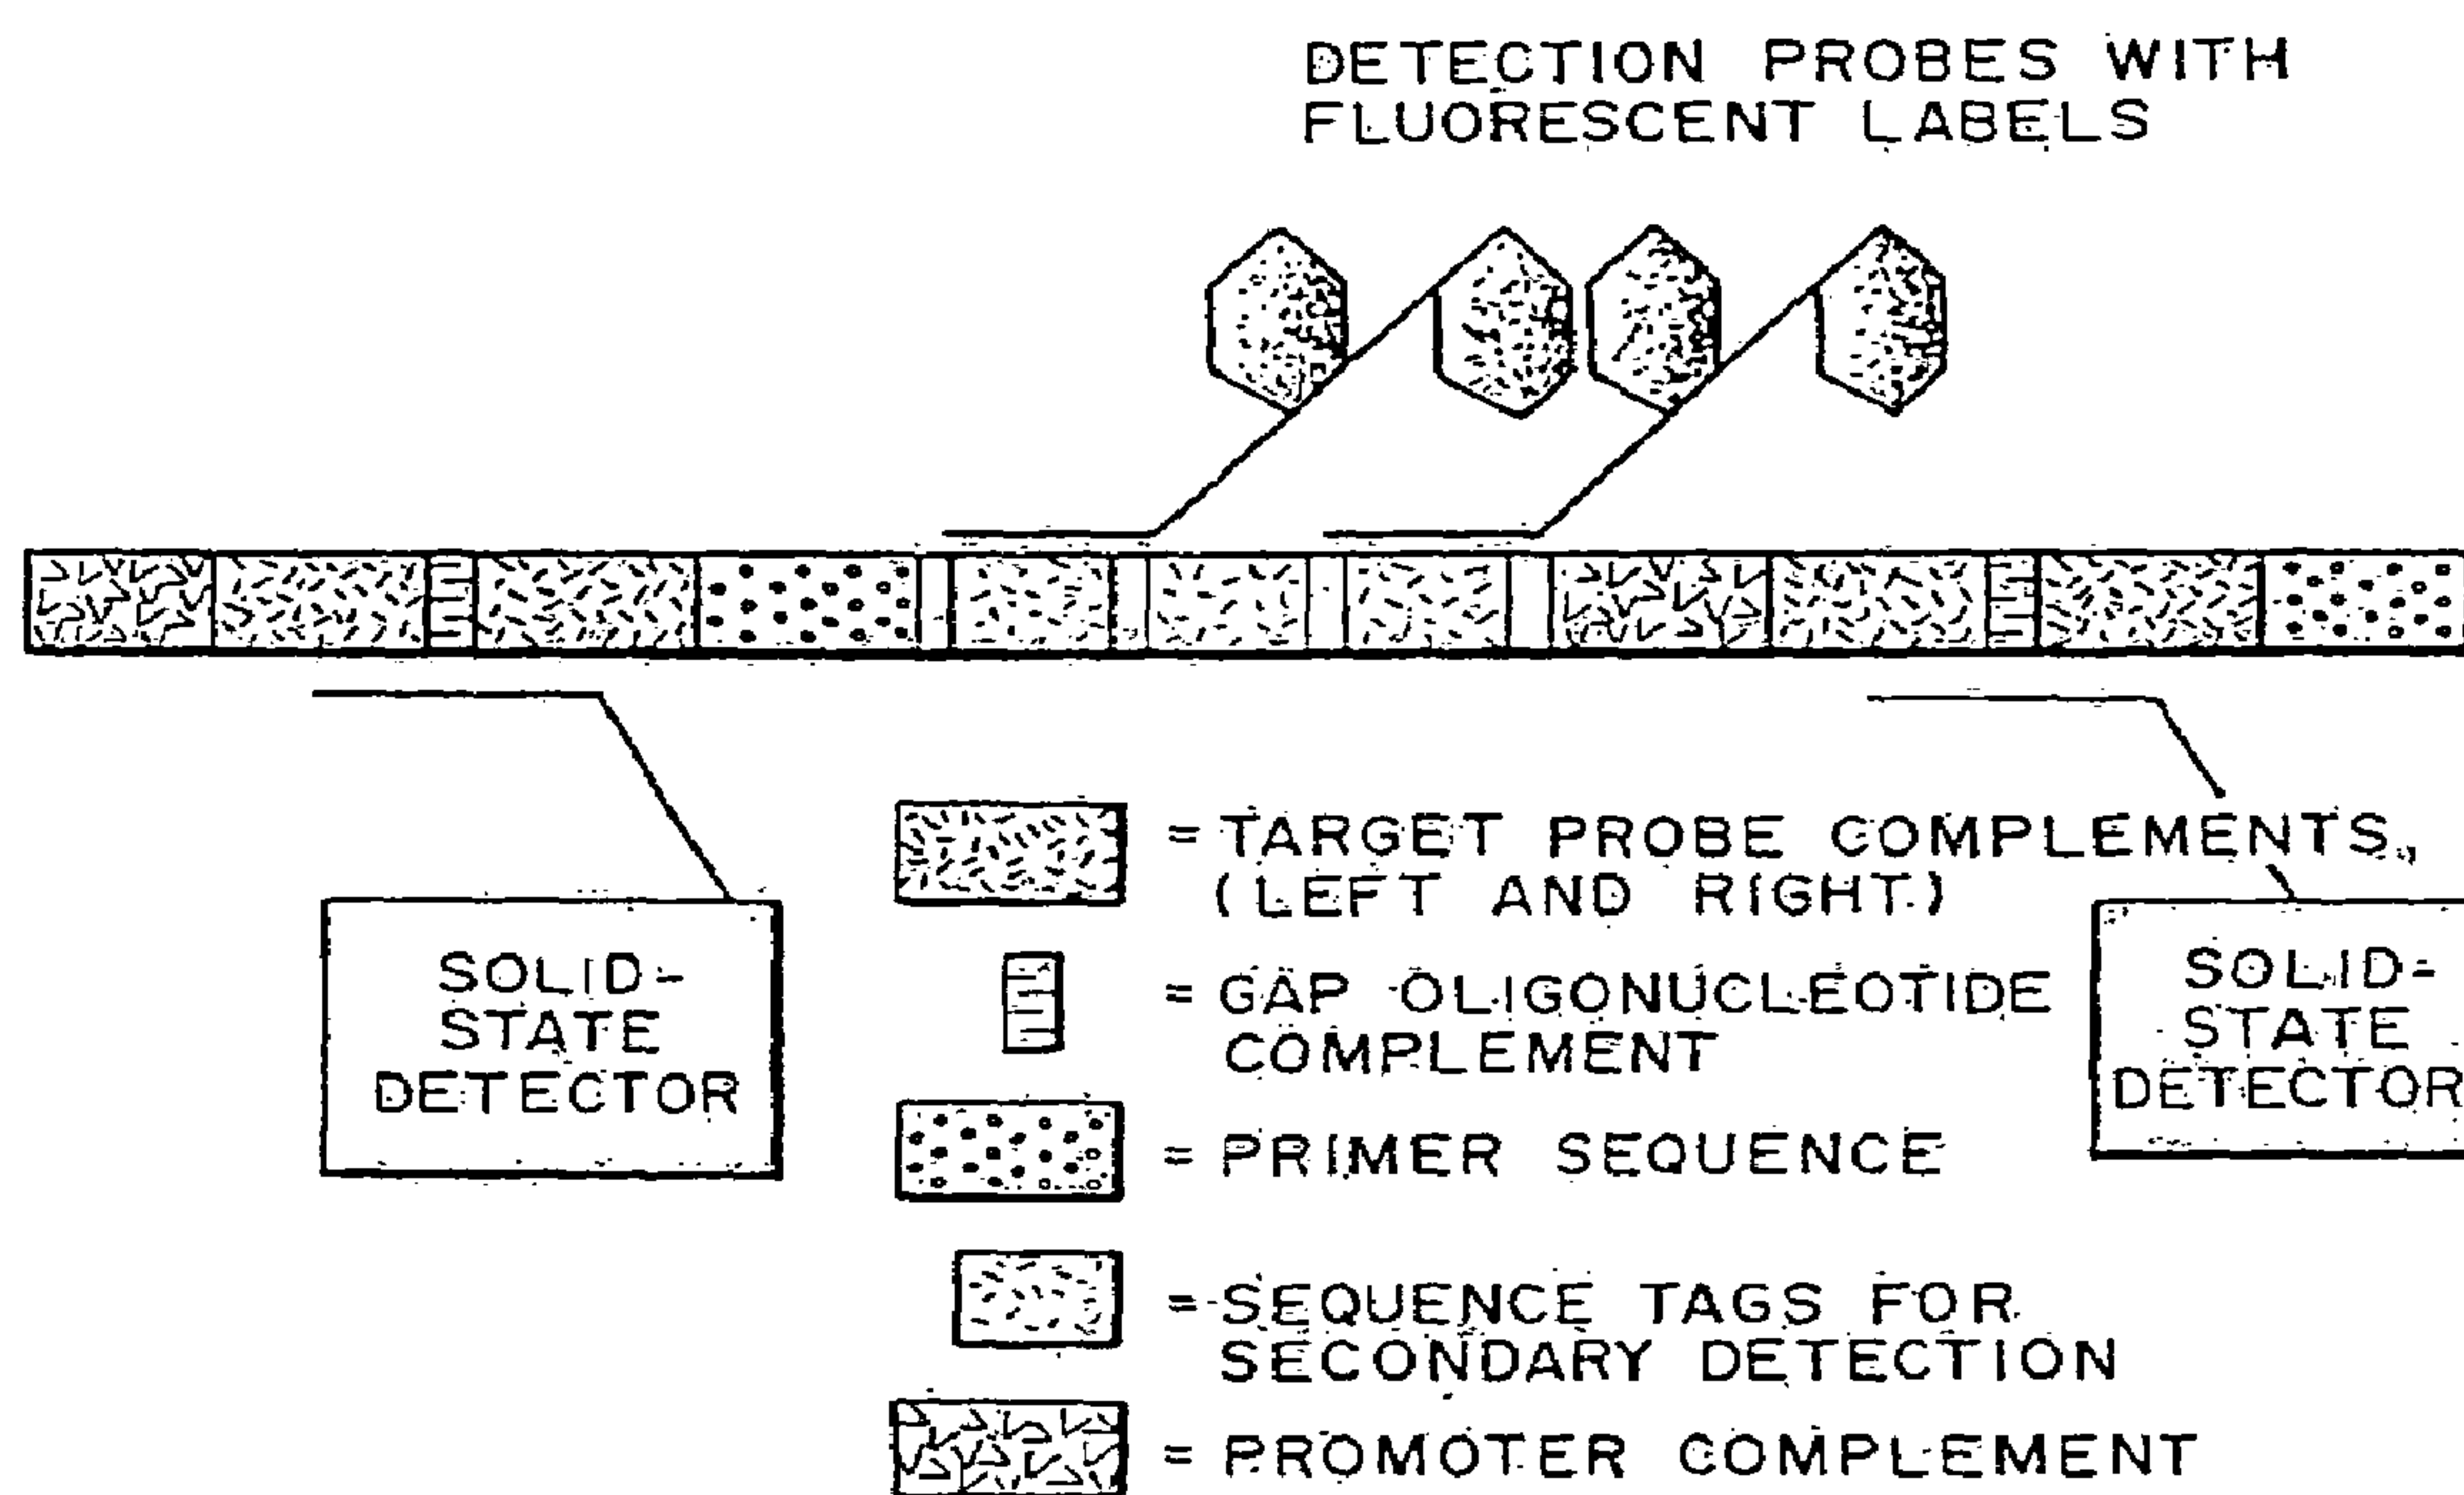 DETECTION PROBES WITH
FLUORESCENT LABELS
= TARGET PROBE COMPLEMENTS,
(LEFT AND RIGHT)
SOLID-
STATE
DETECTOR
= GAP OLIGONUCLEOTIDE
COMPLEMENT
SOLID-
STATE
DETECTOR
= PRIMER SEQUENCE
= SEQUENCE TAGS FOR
SECONDARY DETECTION
= PROMOTER COMPLEMENT